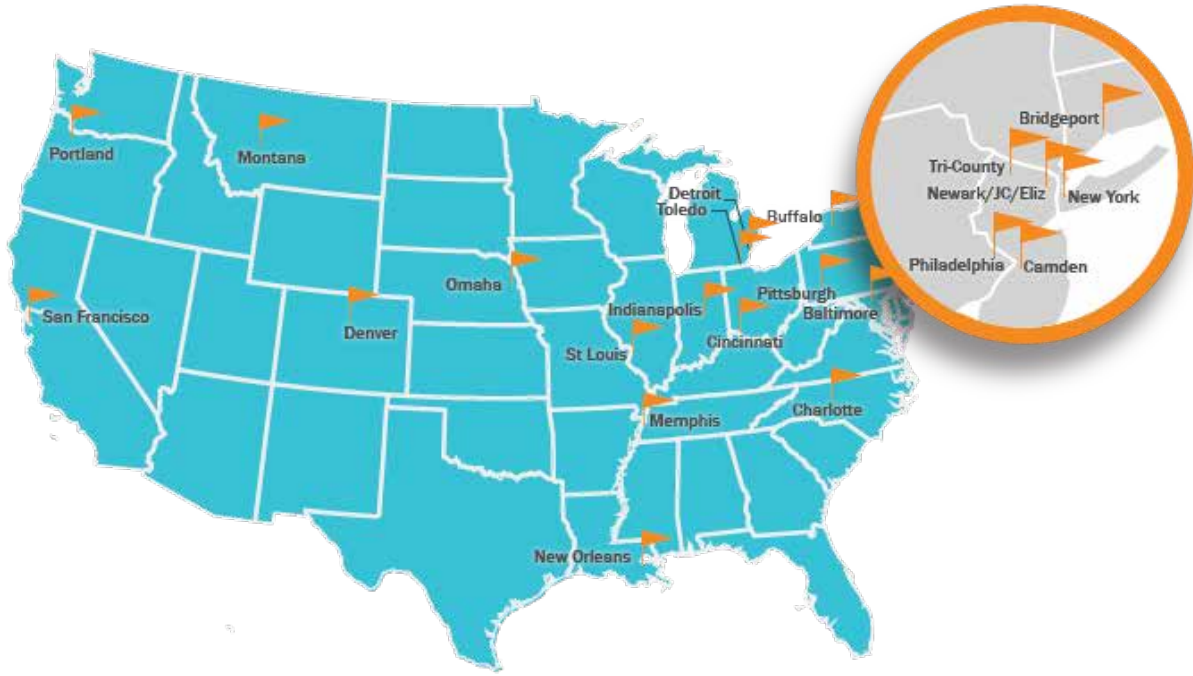 Bridgeport
Tri-County
Newark/JC/Eliz
New York
Philadelphia
Camden
Portland
Montana
Detroit
Toledo
Buffalo
Omaha
Pittsburgh
Baltimore
San Francisco
Denver
Indianapolis
Cincinnati
St Louis
Charlotte
Memphis
New Orleans